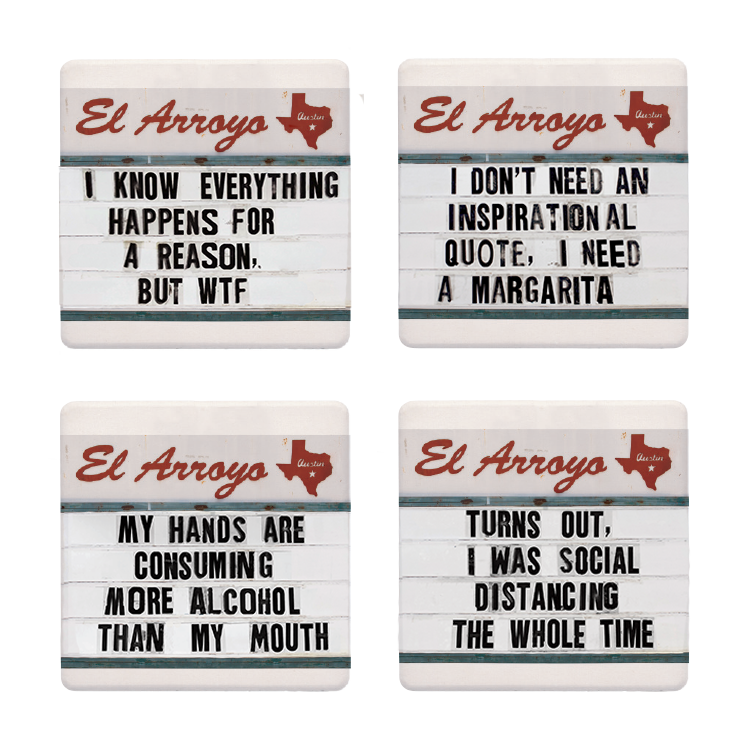 El Arroyo
Austin
I KNOW EVERYTHING
HAPPENS FOR
A REASON,
BUT WTF
El Arroyo
Austin
I DON'T NEED AN
INSPIRATIONAL
QUOTE, I NEED
A MARGARITA
El Arroyo
Austin
MY HANDS ARE
CONSUMING
MORE ALCOHOL
THAN MY MOUTH
El Arroyo
Austin
TURNS OUT,
I WAS SOCIAL
DISTANCING
THE WHOLE TIME